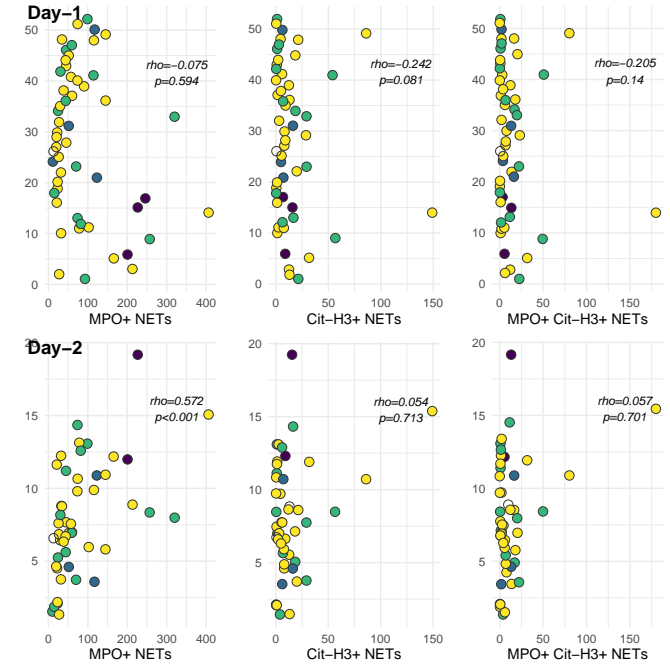 Day−1
50
40
30
20
10
0
rho=−0.075
p=0.594
0 100 200 300 400
MPO+ NETs
50
40
30
20
10
0
rho=−0.242
p=0.081
0 50 100 150
Cit−H3+ NETs
50
40
30
20
10
0
rho=−0.205
p=0.14
0 50 100 150
MPO+ Cit−H3+ NETs
Day−2
20
15
10
5
rho=0.572
p<0.001
0 100 200 300 400
MPO+ NETs
20
15
10
5
rho=0.054
p=0.713
0 50 100 150
Cit−H3+ NETs
20
15
10
5
rho=0.057
p=0.701
0 50 100 150
MPO+ Cit−H3+ NETs